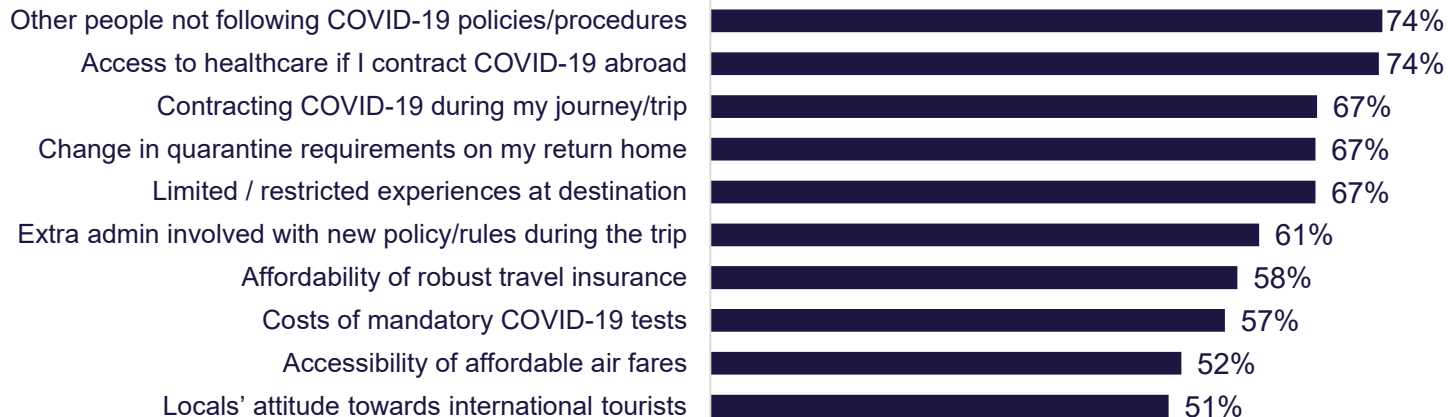 Other people not following COVID-19 policies/procedures 74%
Access to healthcare if I contract COVID-19 abroad 74%
Contracting COVID-19 during my journey/trip 67%
Change in quarantine requirements on my return home 67%
Limited / restricted experiences at destination 67%
Extra admin involved with new policy/rules during the trip 61%
Affordability of robust travel insurance 58%
Costs of mandatory COVID-19 tests 57%
Accessibility of affordable air fares 52%
Locals’ attitude towards international tourists 51%